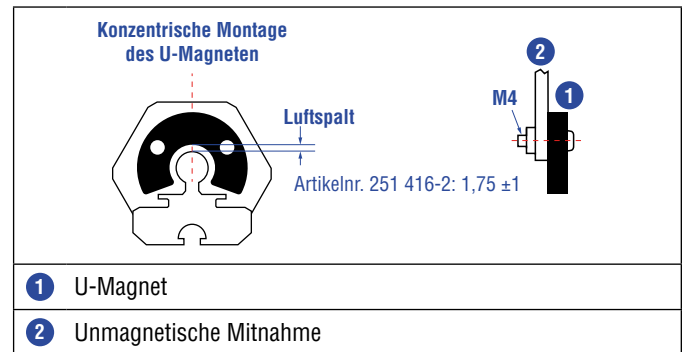 Konzentrische Montage
des U-Magneten
2
M4
1
Luftspalt
Artikelnr. 251 416-2: 1,75 ±1
1 U-Magnet
2 Unmagnetische Mitnahme